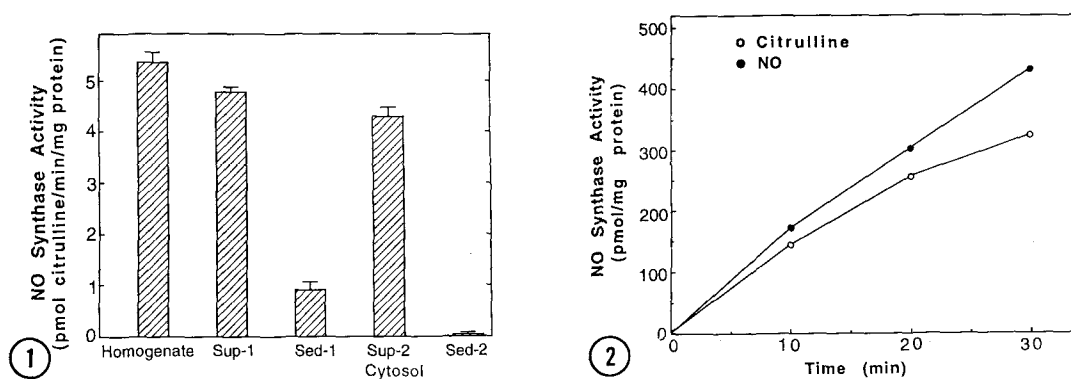 NO Synthase Activity
(pmol citrulline/min/mg protein)
5
4
3
2
1
0
Homogenate Sup-1 Sed-1 Sup-2 Sed-2
Cytosol
1
NO Synthase Activity
(pmol/mg protein)
500
400
300
200
100
0
Citrulline
NO
0 10 20 30
Time (min)
2